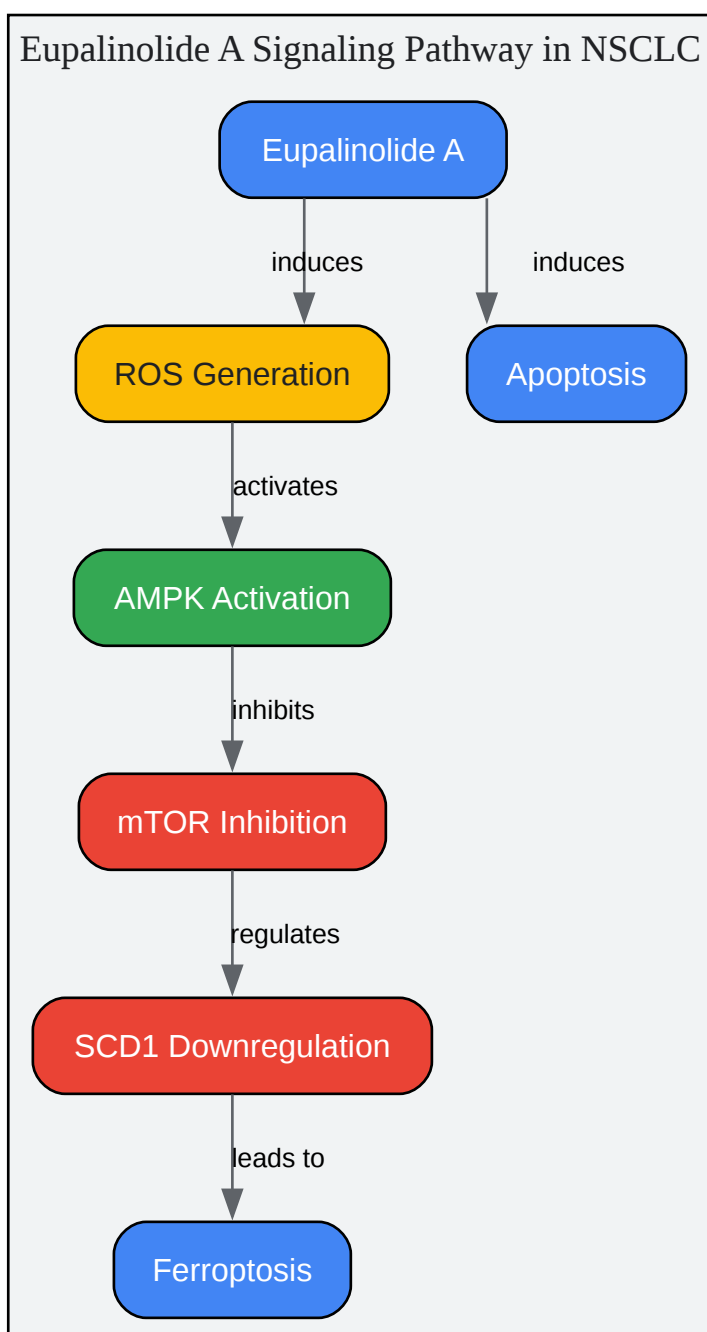 Eupalinolide A Signaling Pathway in NSCLC
Eupalinolide A
induces
induces
ROS Generation
Apoptosis
activates
AMPK Activation
inhibits
mTOR Inhibition
regulates
SCD1 Downregulation
leads to
Ferroptosis